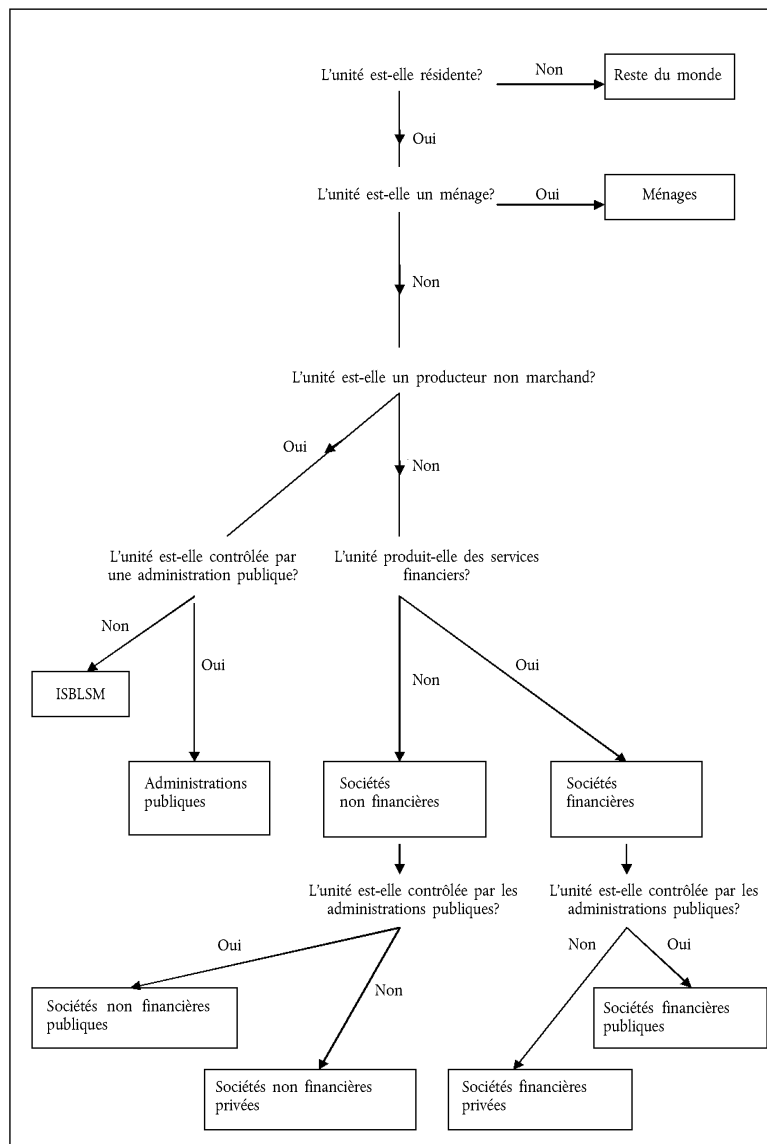 L'unité est-elle résidente?
Non
Reste du monde
Oui
L'unité est-elle un ménage?
Oui
Ménages
Non
L'unité est-elle un producteur non marchand?
Oui
Non
L'unité est-elle contrôlée par
une administration publique?
L'unité produit-elle des services
financiers?
Non
Oui
Non
Oui
ISBLSM
Administrations
publiques
Sociétés
non financières
Sociétés
financières
L'unité est-elle contrôlée par les
administrations publiques?
L'unité est-elle contrôlée par les
administrations publiques?
Oui
Non
Non
Oui
Sociétés non financières
publiques
Sociétés financières
publiques
Sociétés non financières
privées
Sociétés financières
privées